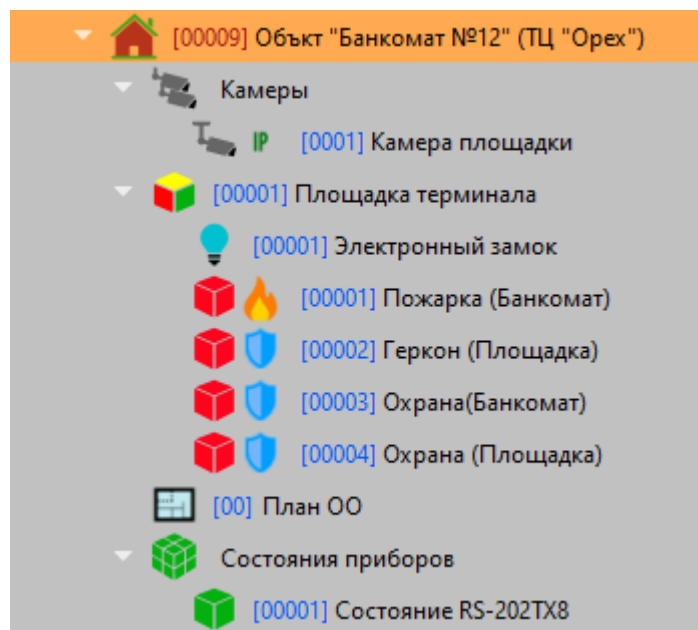 [00009] Объкт "Банкомат №12" (ТЦ "Орех")
Камеры
IP [0001] Камера площадки
[00001] Площадка терминала
[00001] Электронный замок
[00001] Пожарка (Банкомат)
[00002] Геркон (Площадка)
[00003] Охрана(Банкомат)
[00004] Охрана (Площадка)
[00] План ОО
Состояния приборов
[00001] Состояние RS-202TX8